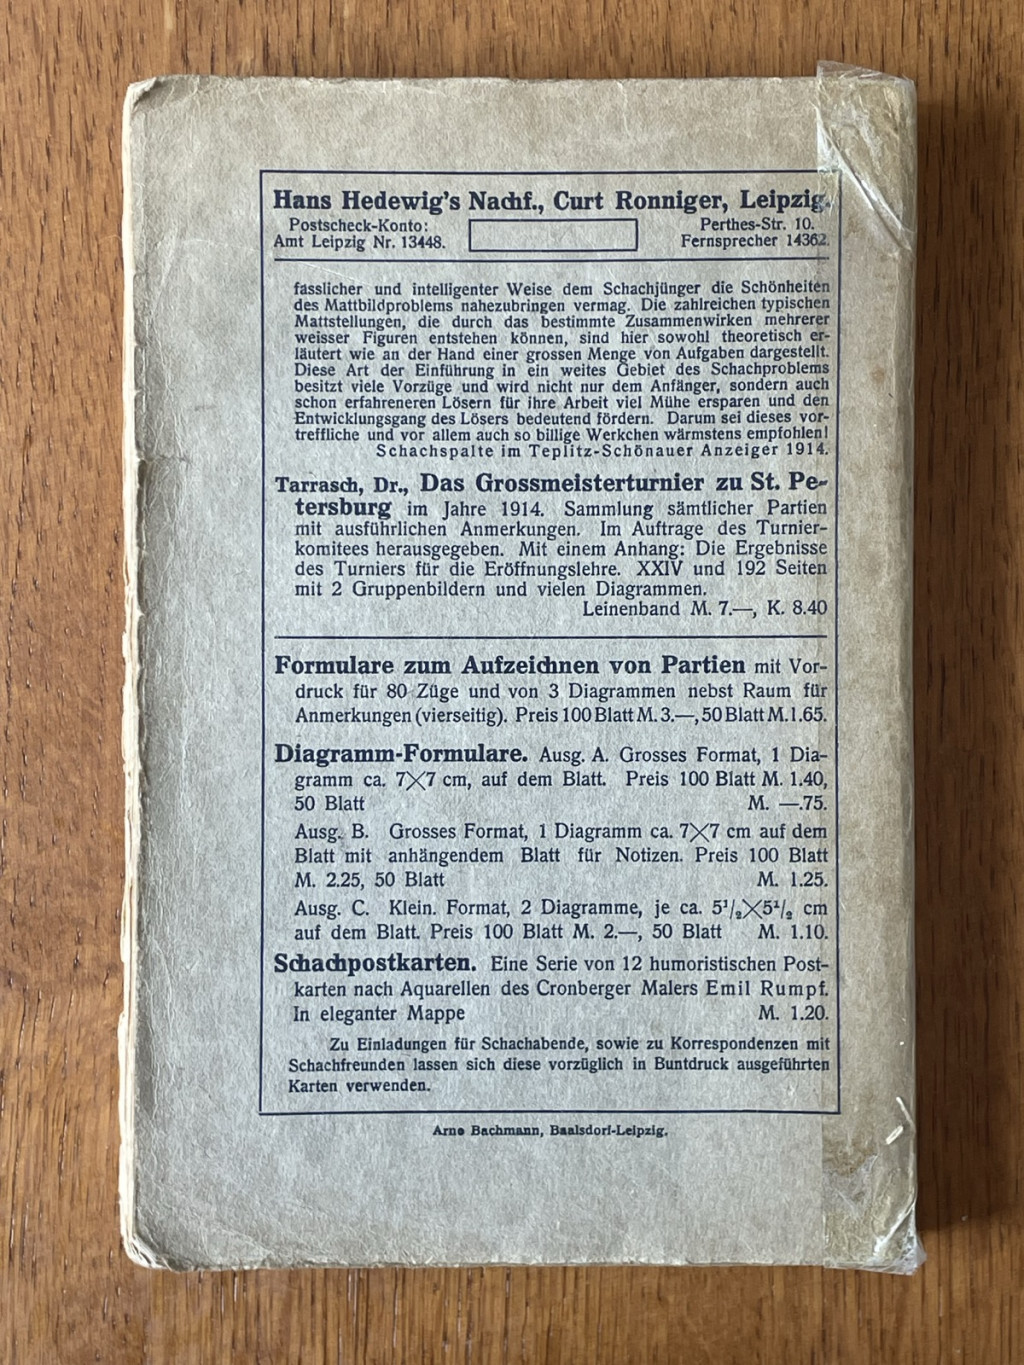 Hans Hedewig's Nachf., Curt Ronniger, Leipzig.
Postscheck-Konto:
Amt Leipzig Nr. 13448.
Perthes-Str. 10.
Fernsprecher 14362.
fasslicher und intelligenter Weise dem Schachjünger die Schönheiten
des Mattbildproblems nahezubringen vermag. Die zahlreichen typischen
Mattstellungen, die durch das bestimmte Zusammenwirken mehrerer
weisser Figuren entstehen können, sind hier sowohl theoretisch er-
läutert wie an der Hand einer grossen Menge von Aufgaben dargestellt.
Diese Art der Einführung in ein weites Gebiet des Schachproblems
besitzt viele Vorzüge und wird nicht nur dem Anfänger, sondern auch
schon erfahreneren Lösern für ihre Arbeit viel Mühe ersparen und den
Entwicklungsgang des Lösers bedeutend fördern. Darum sei dieses vor-
treffliche und vor allem auch so billige Werkchen wärmstens empfohlen!
Schachspalte im Teplitz-Schönauer Anzeiger 1914.
Tarrasch, Dr., Das Grossmeisterturnier zu St. Pe-
tersburg im Jahre 1914. Sammlung sämtlicher Partien
mit ausführlichen Anmerkungen. Im Auftrage des Turnier-
komitees herausgegeben. Mit einem Anhang: Die Ergebnisse
des Turniers für die Eröffnungslehre. XXIV und 192 Seiten
mit 2 Gruppenbildern und vielen Diagrammen.
Leinenband M. 7.—, K. 8.40
Formulare zum Aufzeichnen von Partien mit Vor-
druck für 80 Züge und von 3 Diagrammen nebst Raum für
Anmerkungen (vierseitig). Preis 100 Blatt M. 3.—, 50 Blatt M. 1.65.
Diagramm-Formulare. Ausg. A. Grosses Format, 1 Dia-
gramm ca. 7×7 cm, auf dem Blatt. Preis 100 Blatt M. 1.40,
50 Blatt M. —.75.
Ausg. B. Grosses Format, 1 Diagramm ca. 7×7 cm auf dem
Blatt mit anhängendem Blatt für Notizen. Preis 100 Blatt
M. 2.25, 50 Blatt M. 1.25.
Ausg. C. Klein. Format, 2 Diagramme, je ca. 5¹/₂×5¹/₂ cm
auf dem Blatt. Preis 100 Blatt M. 2.—, 50 Blatt M. 1.10.
Schachpostkarten. Eine Serie von 12 humoristischen Post-
karten nach Aquarellen des Cronberger Malers Emil Rumpf.
In eleganter Mappe M. 1.20.
Zu Einladungen für Schachabende, sowie zu Korrespondenzen mit
Schachfreunden lassen sich diese vorzüglich in Buntdruck ausgeführten
Karten verwenden.
Arno Bachmann, Baalsdorf-Leipzig.